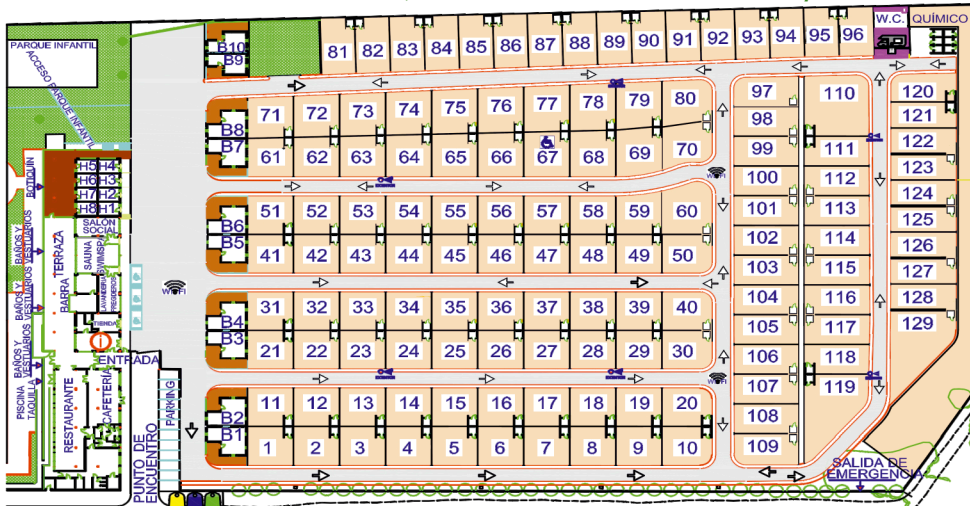 W.C. QUÍMICO
PARQUE INFANTIL
ACCESO PARQUE INFANTIL
B10
B9
81 82 83 84 85 86 87 88 89 90 91 92 93 94 95 96
97 110 120
98 121
71 72 73 74 75 76 77 78 79 80
B8
B7
61 62 63 64 65 66 67 68 69 70
99 111 122
100 112 123
BOTIQUIN
H5 H4
H6 H3
H7 H2
H8 H1
SALÓN
SOCIAL
WIFI
101 113 124
51 52 53 54 55 56 57 58 59 60
B6
B5
41 42 43 44 45 46 47 48 49 50
102 114 125
103 115 126
BAÑOS Y
VESTUARIOS
BAÑOS Y
VESTUARIOS
BAÑOS Y
VESTUARIOS
TERRAZA
BARRA
SAUNA
TIENDA
i
WIFI
P
P
P
P
104 116 127
31 32 33 34 35 36 37 38 39 40
B4
B3
21 22 23 24 25 26 27 28 29 30
105 117 128
106 118 129
ENTRADA
PISCINA
TAQUILLA
RESTAURANTE
CAFETERÍA
PARKING
WIFI
107 119
11 12 13 14 15 16 17 18 19 20
B2
B1
1 2 3 4 5 6 7 8 9 10
108
109
PUNTO DE
ENCUENTRO
SALIDA DE
EMERGENCIA